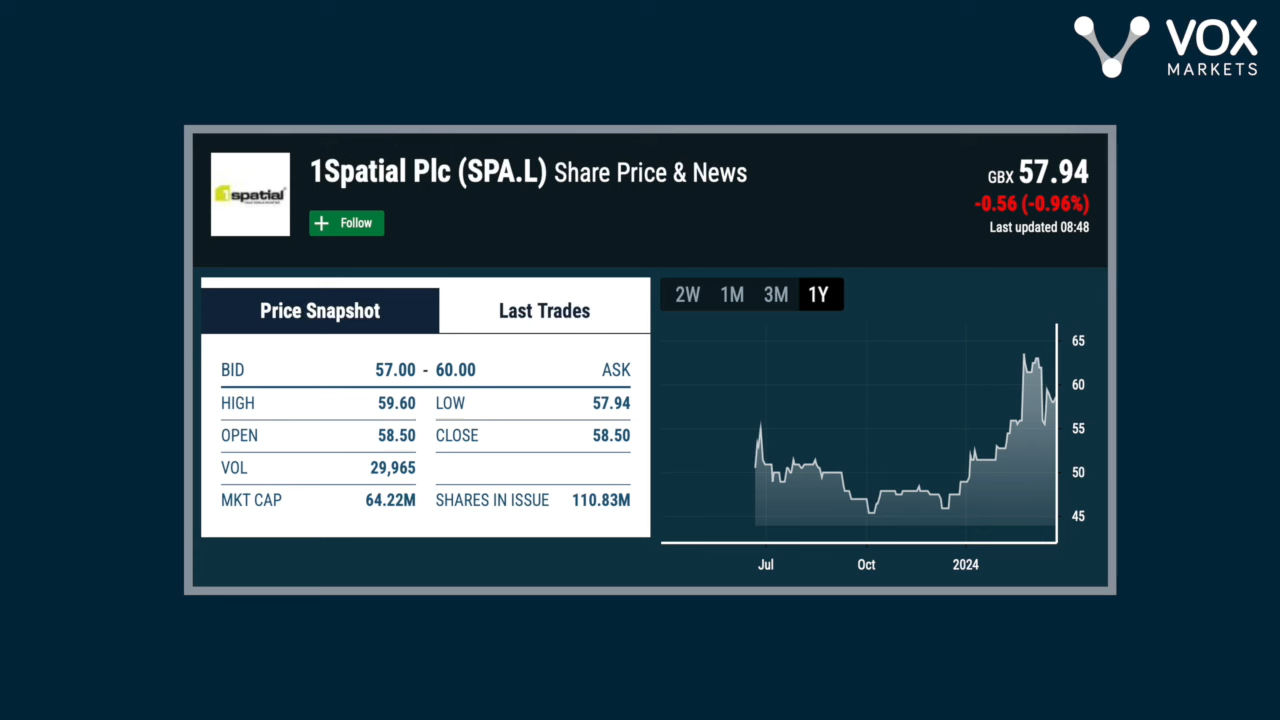 VOX
MARKETS
1Spatial Plc (SPA.L) Share Price & News
1spatial
+ Follow
GBX 57.94
-0.56 (-0.96%)
Last updated 08:48
Price Snapshot
Last Trades
BID 57.00 - 60.00 ASK
HIGH 59.60 LOW 57.94
OPEN 58.50 CLOSE 58.50
VOL 29,965
MKT CAP 64.22M SHARES IN ISSUE 110.83M
2W 1M 3M 1Y
65
60
55
50
45
Jul Oct 2024